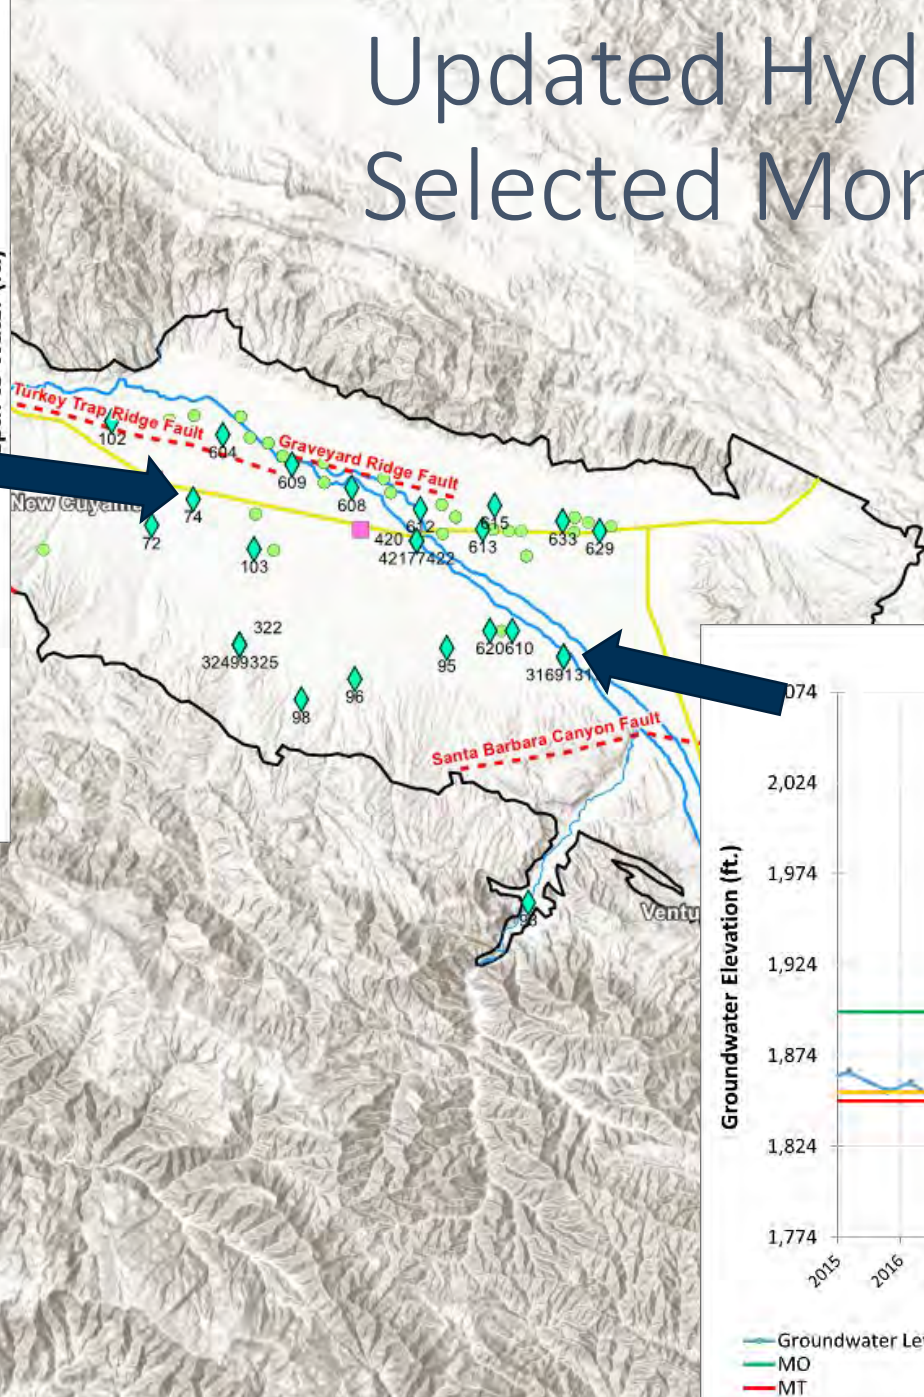 Updated Hyd
Selected Mor
Turkey Trap Ridge Fault
102
604
Graveyard Ridge Fault
609
608
New Cuyama
74
72
103
612
615
613
633
629
420
42177422
322
32499325
95
620610
98
96
Santa Barbara Canyon Fault
93
Ventu
Groundwater Elevation (ft.)
2,024
1,974
1,924
1,874
1,824
1,774
2015
2016
Groundwater Le
MO
MT